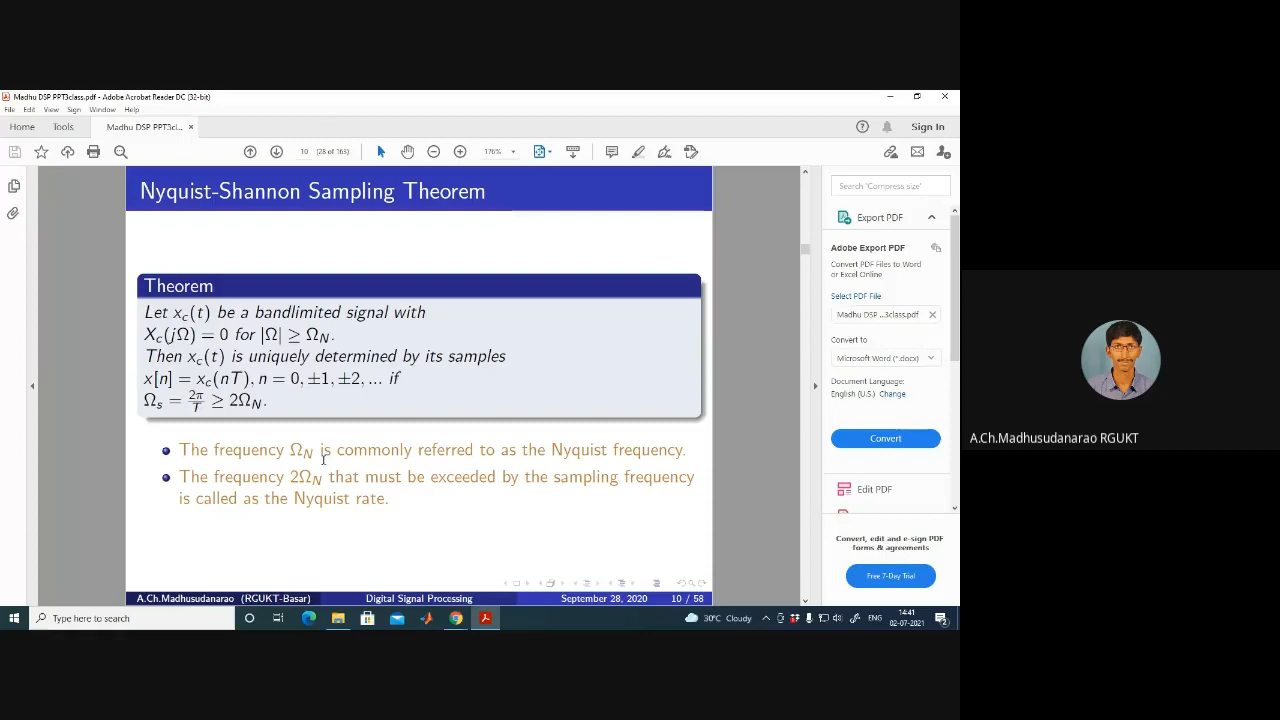 Madhu DSP PPT3class.pdf - Adobe Acrobat Reader DC (32-bit)
File Edit View Sign Window Help
Home Tools Madhu DSP PPT3cl... × Sign In
10 (28 of 163) 176%
Nyquist-Shannon Sampling Theorem
Theorem
Let x_c(t) be a bandlimited signal with
X_c(jΩ) = 0 for |Ω| ≥ Ω_N.
Then x_c(t) is uniquely determined by its samples
x[n] = x_c(nT), n = 0, ±1, ±2, ... if
Ω_s = 2π/T ≥ 2Ω_N.
The frequency Ω_N is commonly referred to as the Nyquist frequency.
The frequency 2Ω_N that must be exceeded by the sampling frequency
is called as the Nyquist rate.
A.Ch.Madhusudanarao (RGUKT-Basar) Digital Signal Processing September 28, 2020 10 / 58
Search 'Compress size'
Export PDF
Adobe Export PDF
Convert PDF Files to Word
or Excel Online
Select PDF File
Madhu DSP ...3class.pdf ×
Convert to
Microsoft Word (*.docx)
Document Language:
English (U.S.) Change
Convert
Edit PDF
Convert, edit and e-sign PDF
forms & agreements
Free 7-Day Trial
Type here to search
30°C Cloudy ENG 14:41
02-07-2021
2
A.Ch.Madhusudanarao RGUKT